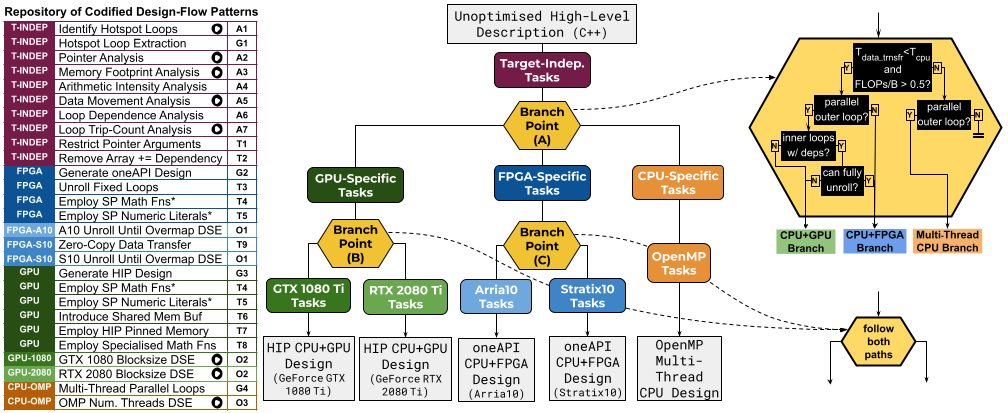 Repository of Codified Design-Flow Patterns
T-INDEP Identify Hotspot Loops A1
T-INDEP Hotspot Loop Extraction G1
T-INDEP Pointer Analysis A2
T-INDEP Memory Footprint Analysis A3
T-INDEP Arithmetic Intensity Analysis A4
T-INDEP Data Movement Analysis A5
T-INDEP Loop Dependence Analysis A6
T-INDEP Loop Trip-Count Analysis A7
T-INDEP Restrict Pointer Arguments T1
T-INDEP Remove Array += Dependency T2
FPGA Generate oneAPI Design G2
FPGA Unroll Fixed Loops T3
FPGA Employ SP Math Fns* T4
FPGA Employ SP Numeric Literals* T5
FPGA-A10 A10 Unroll Until Overmap DSE O1
FPGA-S10 Zero-Copy Data Transfer T9
FPGA-S10 S10 Unroll Until Overmap DSE O1
GPU Generate HIP Design G3
GPU Employ SP Math Fns* T4
GPU Employ SP Numeric Literals* T5
GPU Introduce Shared Mem Buf T6
GPU Employ HIP Pinned Memory T7
GPU Employ Specialised Math Fns T8
GPU-1080 GTX 1080 Blocksize DSE O2
GPU-2080 RTX 2080 Blocksize DSE O2
CPU-OMP Multi-Thread Parallel Loops G4
CPU-OMP OMP Num. Threads DSE O3
Unoptimised High-Level
Description (C++)
Target-Indep.
Tasks
Branch
Point
(A)
GPU-Specific
Tasks
FPGA-Specific
Tasks
CPU-Specific
Tasks
Branch
Point
(B)
Branch
Point
(C)
OpenMP
Tasks
GTX 1080 Ti
Tasks
RTX 2080 Ti
Tasks
Arria10
Tasks
Stratix10
Tasks
HIP CPU+GPU
Design
(GeForce GTX
1080 Ti)
HIP CPU+GPU
Design
(GeForce RTX
2080 Ti)
oneAPI
CPU+FPGA
Design
(Arria10)
oneAPI
CPU+FPGA
Design
(Stratix10)
OpenMP
Multi-
Thread
CPU Design
Tdata_trnsfr<Tcpu
and
FLOPs/B > 0.5?
Y
N
parallel
outer loop?
Y
N
parallel
outer loop?
Y
N
inner loops
w/ deps?
N
Y
can fully
unroll?
N
Y
CPU+GPU
Branch
CPU+FPGA
Branch
Multi-Thread
CPU Branch
follow
both
paths